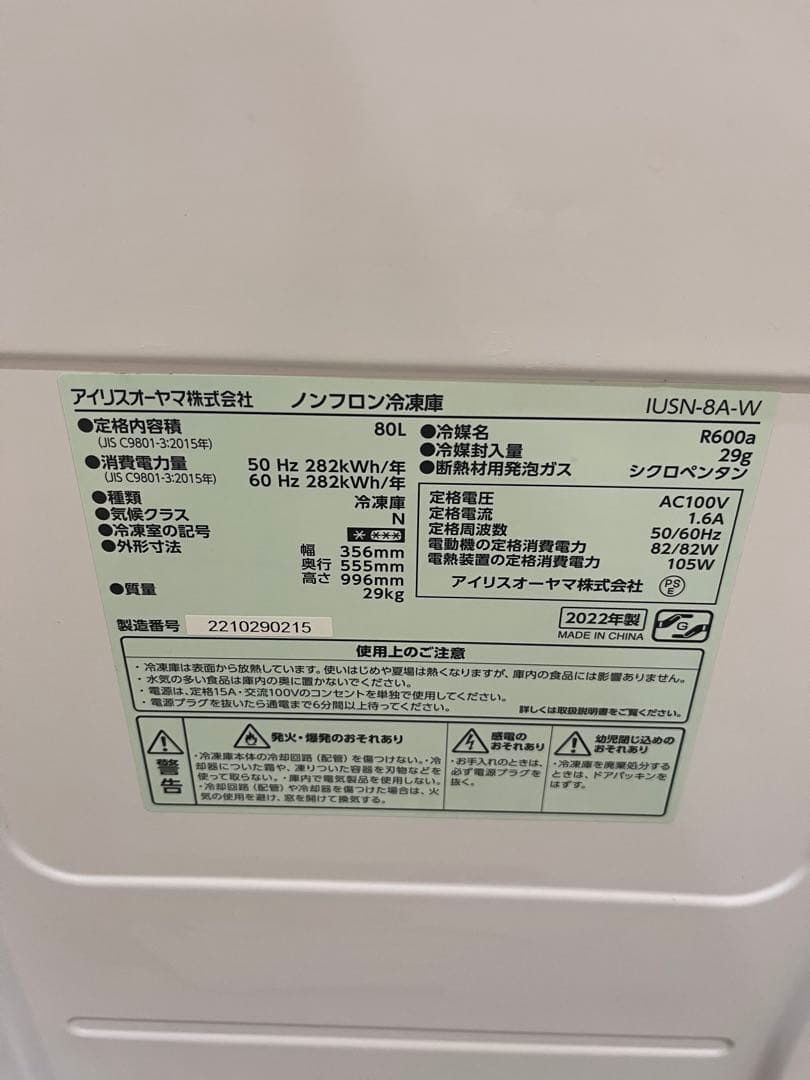 アイリスオーヤマ株式会社 ノンフロン冷凍庫 IUSN-8A-W
●定格内容積 80L
(JIS C9801-3:2015年)
●消費電力量 50 Hz 282kWh/年
(JIS C9801-3:2015年) 60 Hz 282kWh/年
●種類 冷凍庫
●気候クラス N
●冷凍室の記号 * ***
●外形寸法 幅 356mm
奥行 555mm
高さ 996mm
●質量 29kg
●冷媒名 R600a
●冷媒封入量 29g
●断熱材用発泡ガス シクロペンタン
定格電圧 AC100V
定格電流 1.6A
定格周波数 50/60Hz
電動機の定格消費電力 82/82W
電熱装置の定格消費電力 105W
アイリスオーヤマ株式会社 PSE
製造番号 2210290215
2022年製
MADE IN CHINA
G
使用上のご注意
・冷凍庫は表面から放熱しています。使いはじめや夏場は熱くなりますが、庫内の食品には影響ありません。
・水気の多い食品は庫内の奥に置かないでください。
・電源は、定格15A・交流100Vのコンセントを単独で使用してください。
・電源プラグを抜いたら通電まで6分間以上待ってください。
詳しくは取扱説明書をご覧ください。
警告
発火・爆発のおそれあり
・冷凍庫本体の冷却回路（配管）を傷つけない。・冷
却器についた霜や、凍りついた容器を刃物などを
使って取らない。・庫内で電気製品を使用しない。
・冷却回路（配管）や冷却器を傷つけた場合は、火
気の使用を避け、窓を開けて換気する。
感電の
おそれあり
・お手入れのときは、
必ず電源プラグを
抜く。
幼児閉じ込めの
おそれあり
・冷凍庫を廃棄処分する
ときは、ドアパッキンを
はずす。